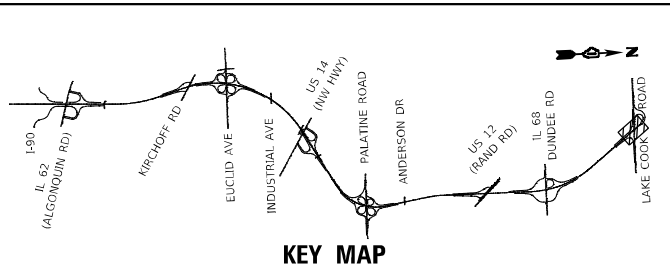 I-90
IL 62
(ALGONQUIN RD)
KIRCHOFF RD
EUCLID AVE
INDUSTRIAL AVE
US 14
(NW HWY)
PALATINE ROAD
ANDERSON DR
US 12
(RAND RD)
IL 68
DUNDEE RD
LAKE COOK ROAD
N
KEY MAP